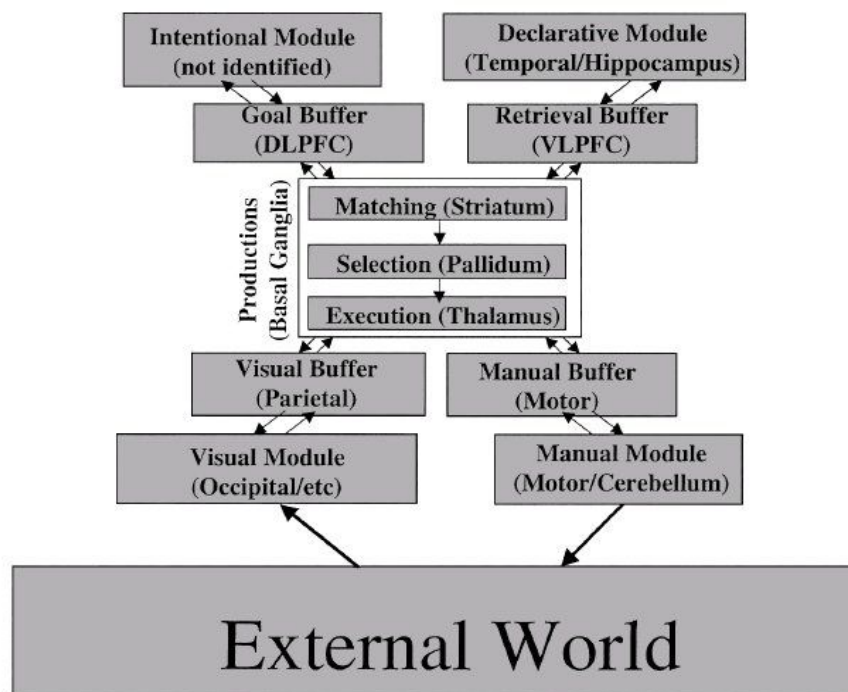 Intentional Module
(not identified)
Declarative Module
(Temporal/Hippocampus)
Goal Buffer
(DLPFC)
Retrieval Buffer
(VLPFC)
Productions
(Basal Ganglia)
Matching (Striatum)
Selection (Pallidum)
Execution (Thalamus)
Visual Buffer
(Parietal)
Manual Buffer
(Motor)
Visual Module
(Occipital/etc)
Manual Module
(Motor/Cerebellum)
External World